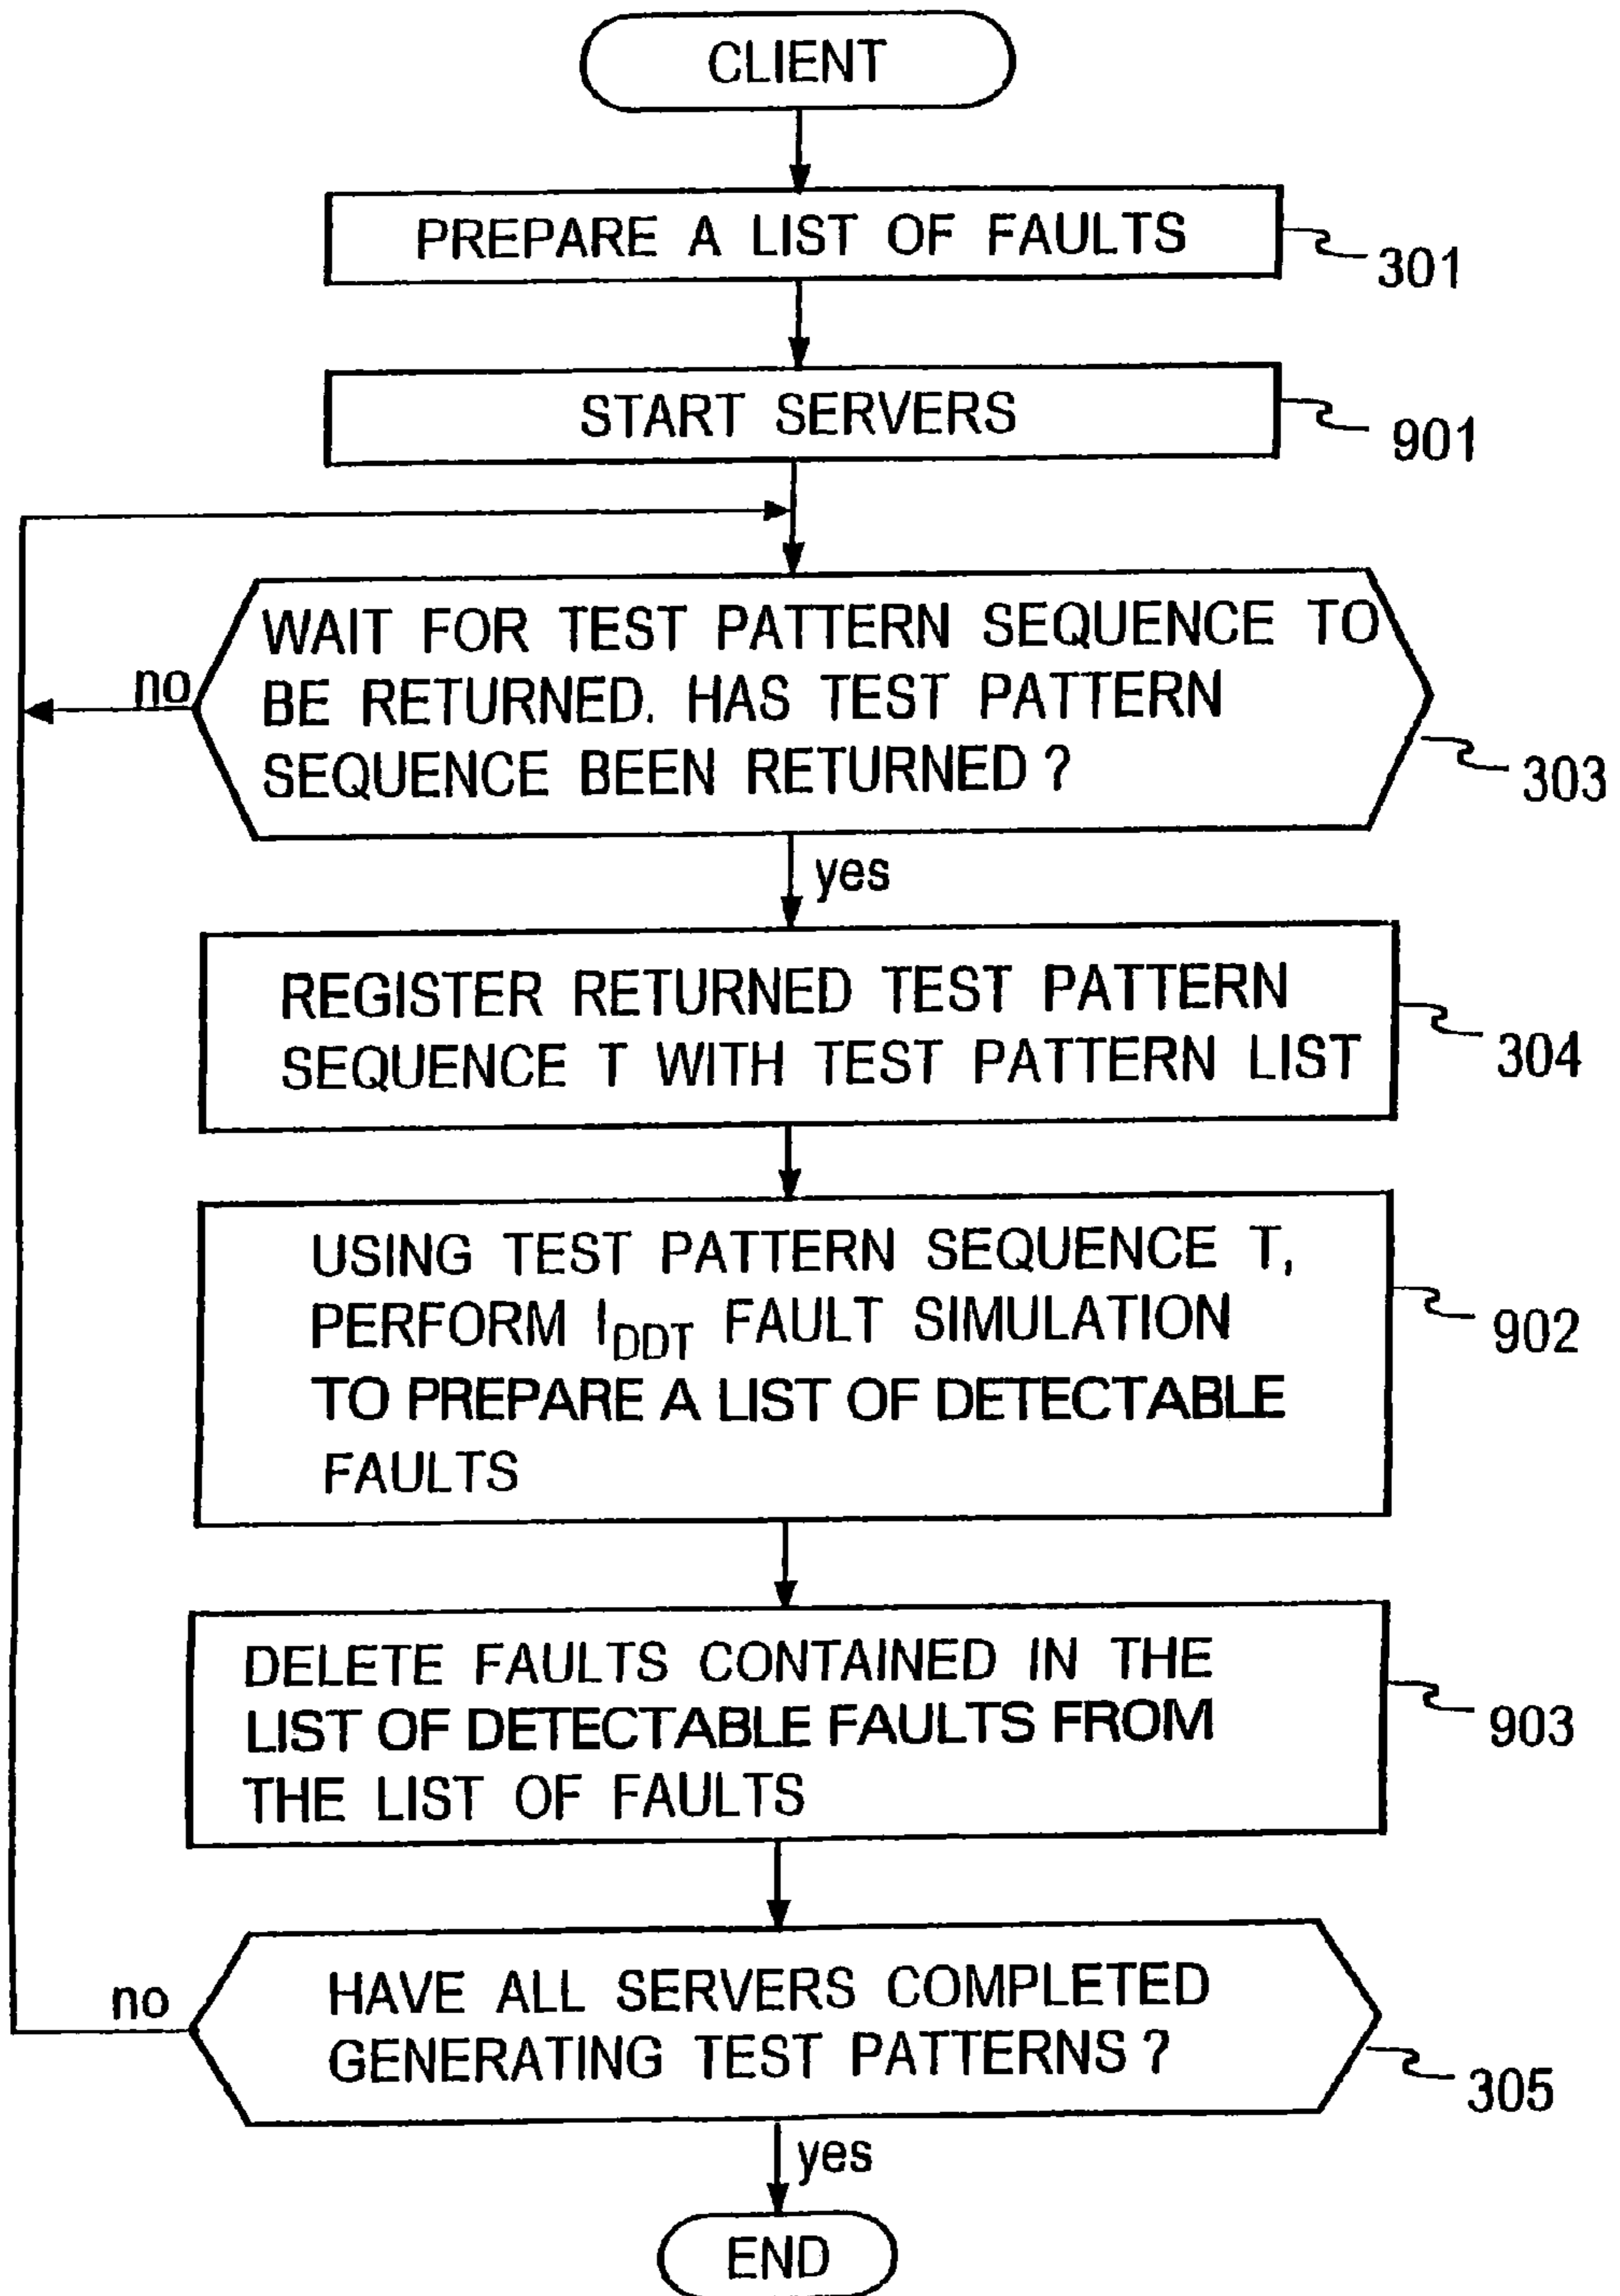 CLIENT
PREPARE A LIST OF FAULTS
301
START SERVERS
901
WAIT FOR TEST PATTERN SEQUENCE TO
BE RETURNED. HAS TEST PATTERN
SEQUENCE BEEN RETURNED?
no
303
yes
REGISTER RETURNED TEST PATTERN
SEQUENCE T WITH TEST PATTERN LIST
304
USING TEST PATTERN SEQUENCE T,
PERFORM IDDT FAULT SIMULATION
TO PREPARE A LIST OF DETECTABLE
FAULTS
902
DELETE FAULTS CONTAINED IN THE
LIST OF DETECTABLE FAULTS FROM
THE LIST OF FAULTS
903
HAVE ALL SERVERS COMPLETED
GENERATING TEST PATTERNS?
no
305
yes
END